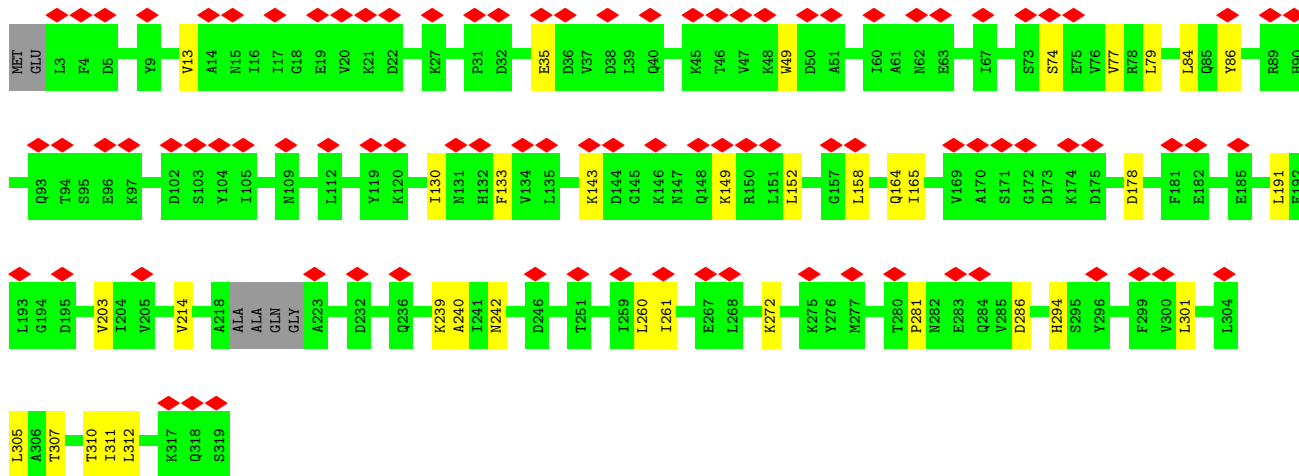 MET GLU L3 F4 D5 Y9 V13 A14 N15 I16 I17 G18 E19 V20 K21 D22 K27 P31 D32 E35 D36 V37 D38 L39 Q40 K45 T46 V47 K48 W49 D50 A51 I60 A61 N62 E63 I67 S73 S74 E75 V76 V77 R78 L79 L84 Q85 Y86 R89 H90
Q93 T94 S95 E96 K97 D102 S103 Y104 I105 N109 L112 Y119 K120 I130 N131 H132 F133 V134 L135 K143 D144 G145 K146 N147 Q148 K149 R150 L151 L152 G157 L158 Q164 I165 V169 A170 S171 G172 D173 K174 D175 D178 F181 E182 E185 L191 F192
L193 G194 D195 V203 I204 V205 V214 A218 ALA ALA GLN GLY A223 D232 Q236 K239 A240 I241 N242 D246 T251 I259 L260 I261 E267 L268 K272 K275 Y276 M277 T280 P281 N282 E283 Q284 V285 D286 H294 S295 Y296 F299 V300 L301 L304
L305 A306 T307 T310 I311 L312 K317 Q318 S319